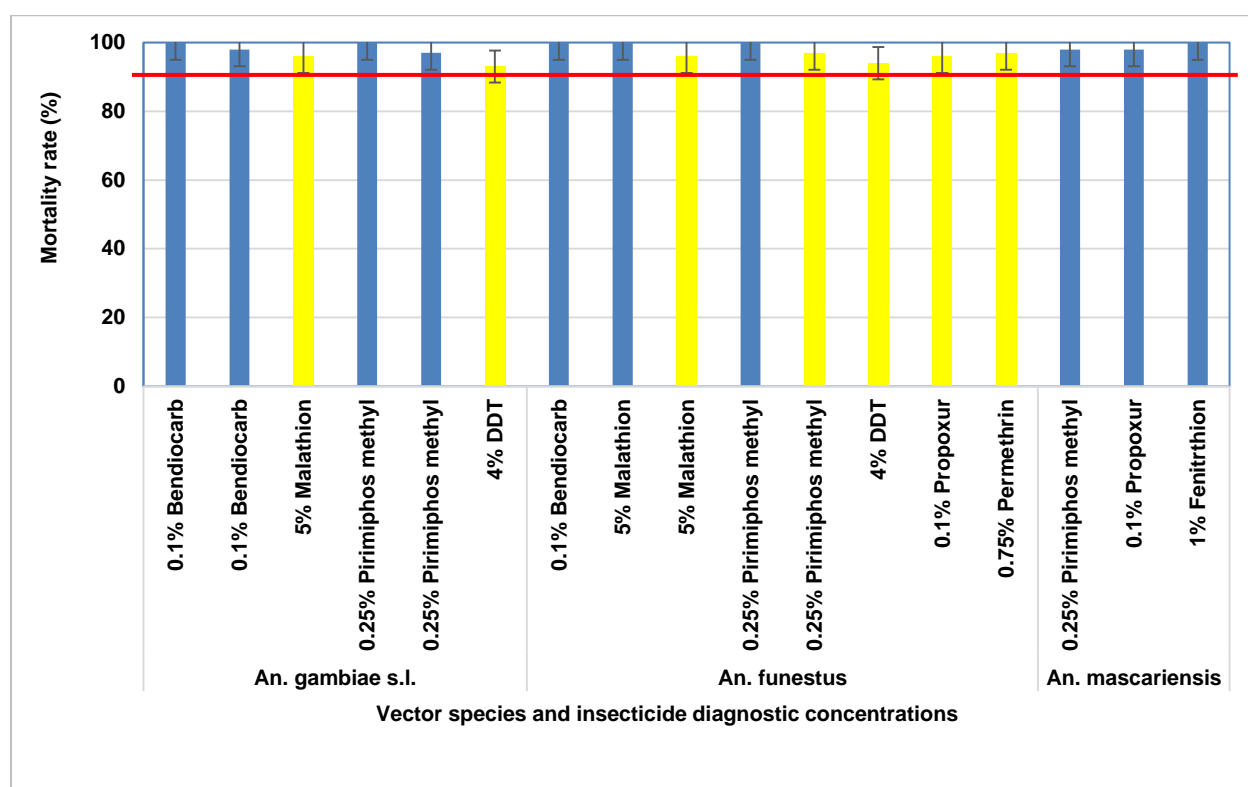 Mortality rate (%)
100
80
60
40
20
0
0.1% Bendiocarb
0.1% Bendiocarb
5% Malathion
0.25% Pirimiphos methyl
0.25% Pirimiphos methyl
4% DDT
0.1% Bendiocarb
5% Malathion
5% Malathion
0.25% Pirimiphos methyl
0.25% Pirimiphos methyl
4% DDT
0.1% Propoxur
0.75% Permethrin
0.25% Pirimiphos methyl
0.1% Propoxur
1% Fenitrthion
An. gambiae s.l.
An. funestus
An. mascariensis
Vector species and insecticide diagnostic concentrations